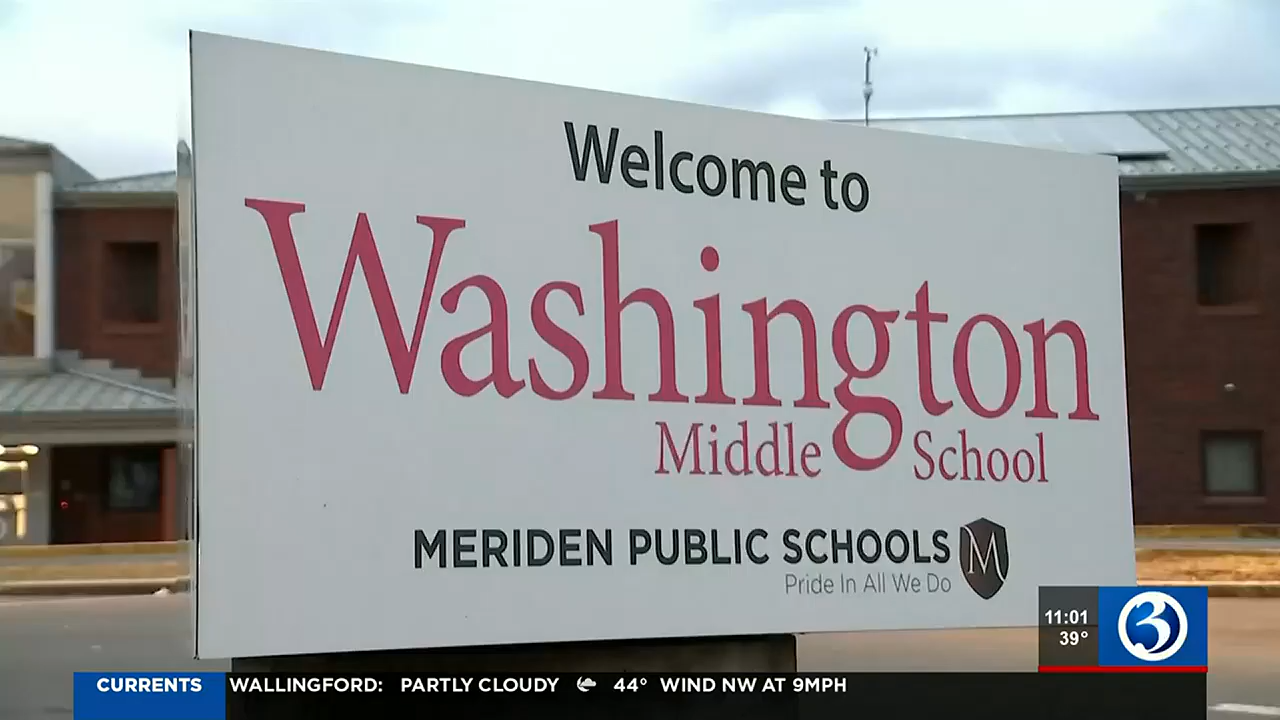 Welcome to
Washington
Middle School
MERIDEN PUBLIC SCHOOLS
M
Pride In All We Do
11:01
39°
3
CURRENTS
WALLINGFORD: PARTLY CLOUDY 44° WIND NW AT 9MPH